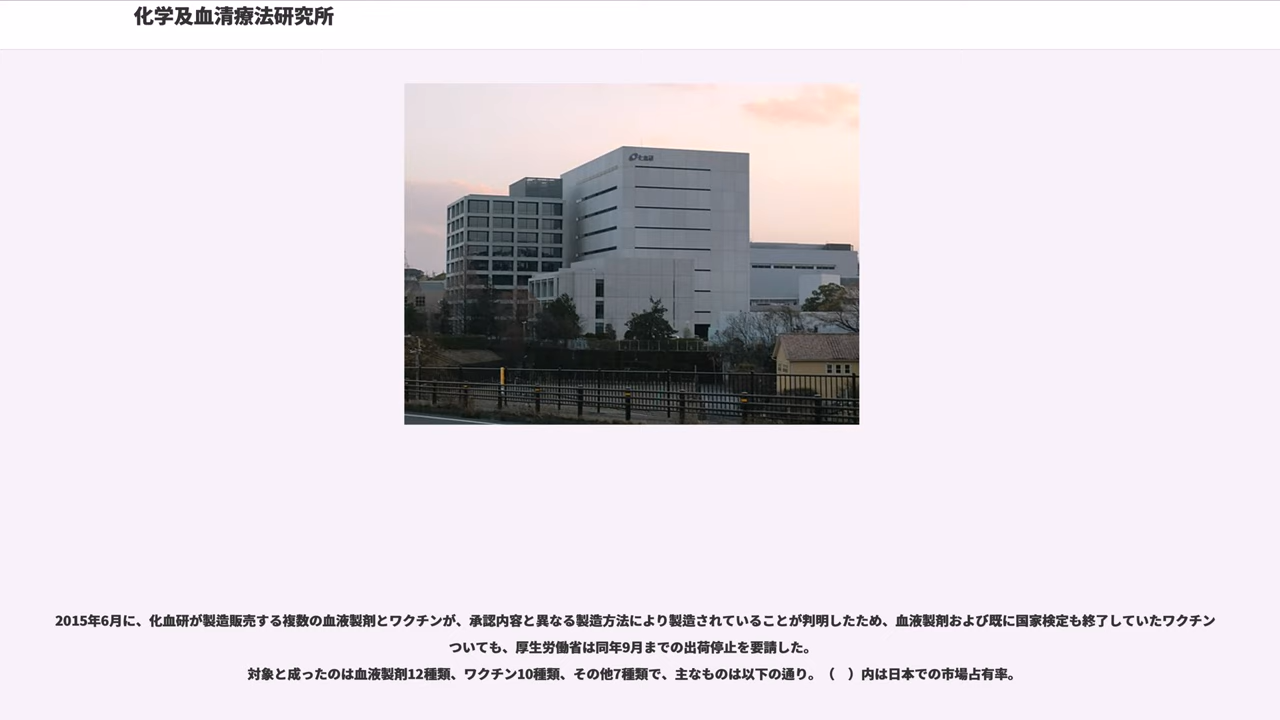 化学及血清療法研究所
化血研
2015年6月に、化血研が製造販売する複数の血液製剤とワクチンが、承認内容と異なる製造方法により製造されていることが判明したため、血液製剤および既に国家検定も終了していたワクチン
ついても、厚生労働省は同年9月までの出荷停止を要請した。
対象と成ったのは血液製剤12種類、ワクチン10種類、その他7種類で、主なものは以下の通り。（　）内は日本での市場占有率。